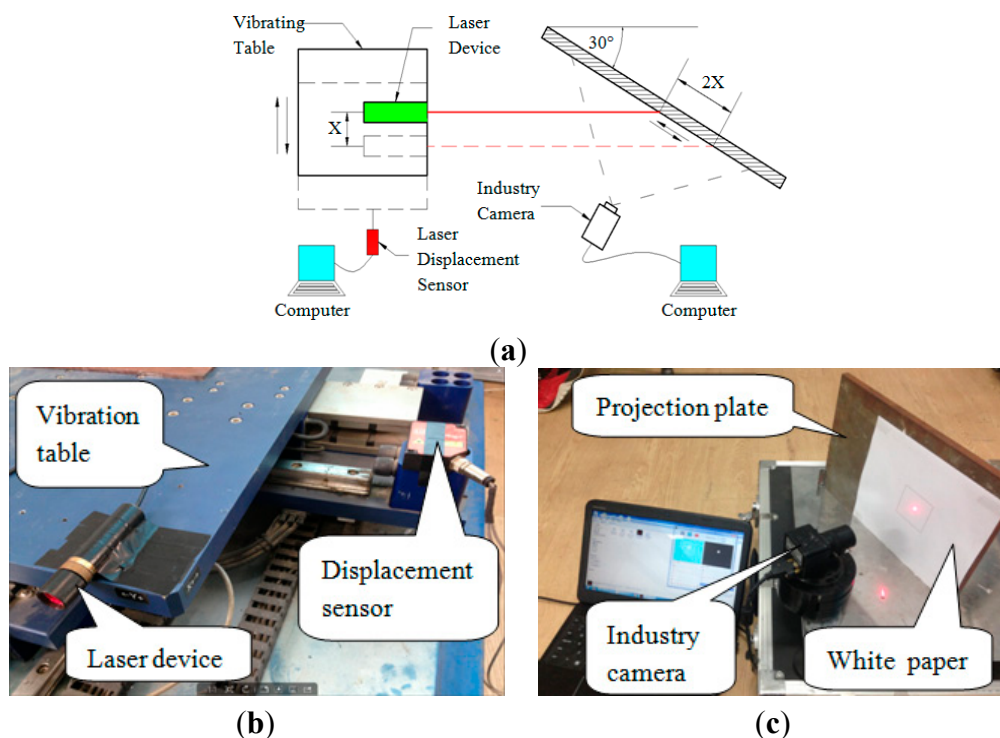 Vibrating
Table
Laser
Device
30°
2X
X
Industry
Camera
Laser
Displacement
Sensor
Computer
Computer
(a)
Vibration
table
Displacement
sensor
Laser device
Projection plate
Industry
camera
White paper
(b)
(c)